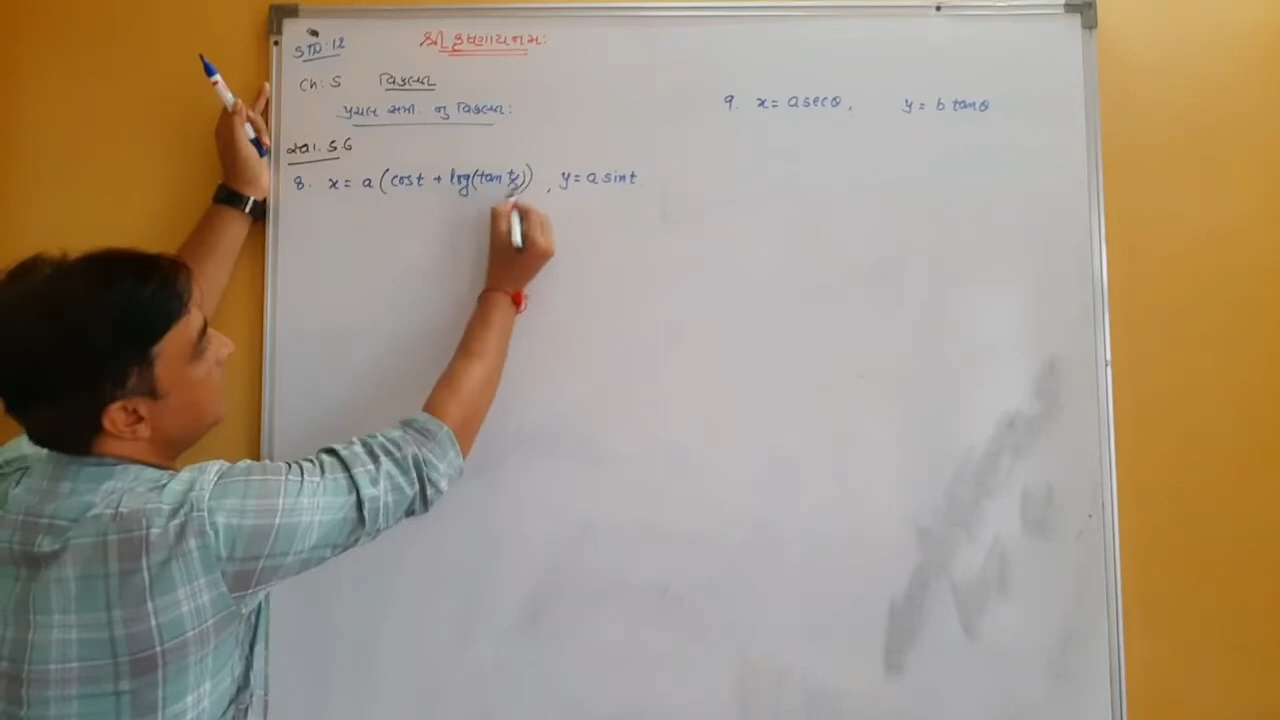 STD: 12
શ્રી કૃષ્ણાય નમઃ
Ch: 5 વિકલન
પ્રચલ સમી. નુ વિકલન:
સ્વા. 5.6
8. x = a (cost + log(tan t/2)) , y = a sint.
9. x = a secθ, y = b tanθ